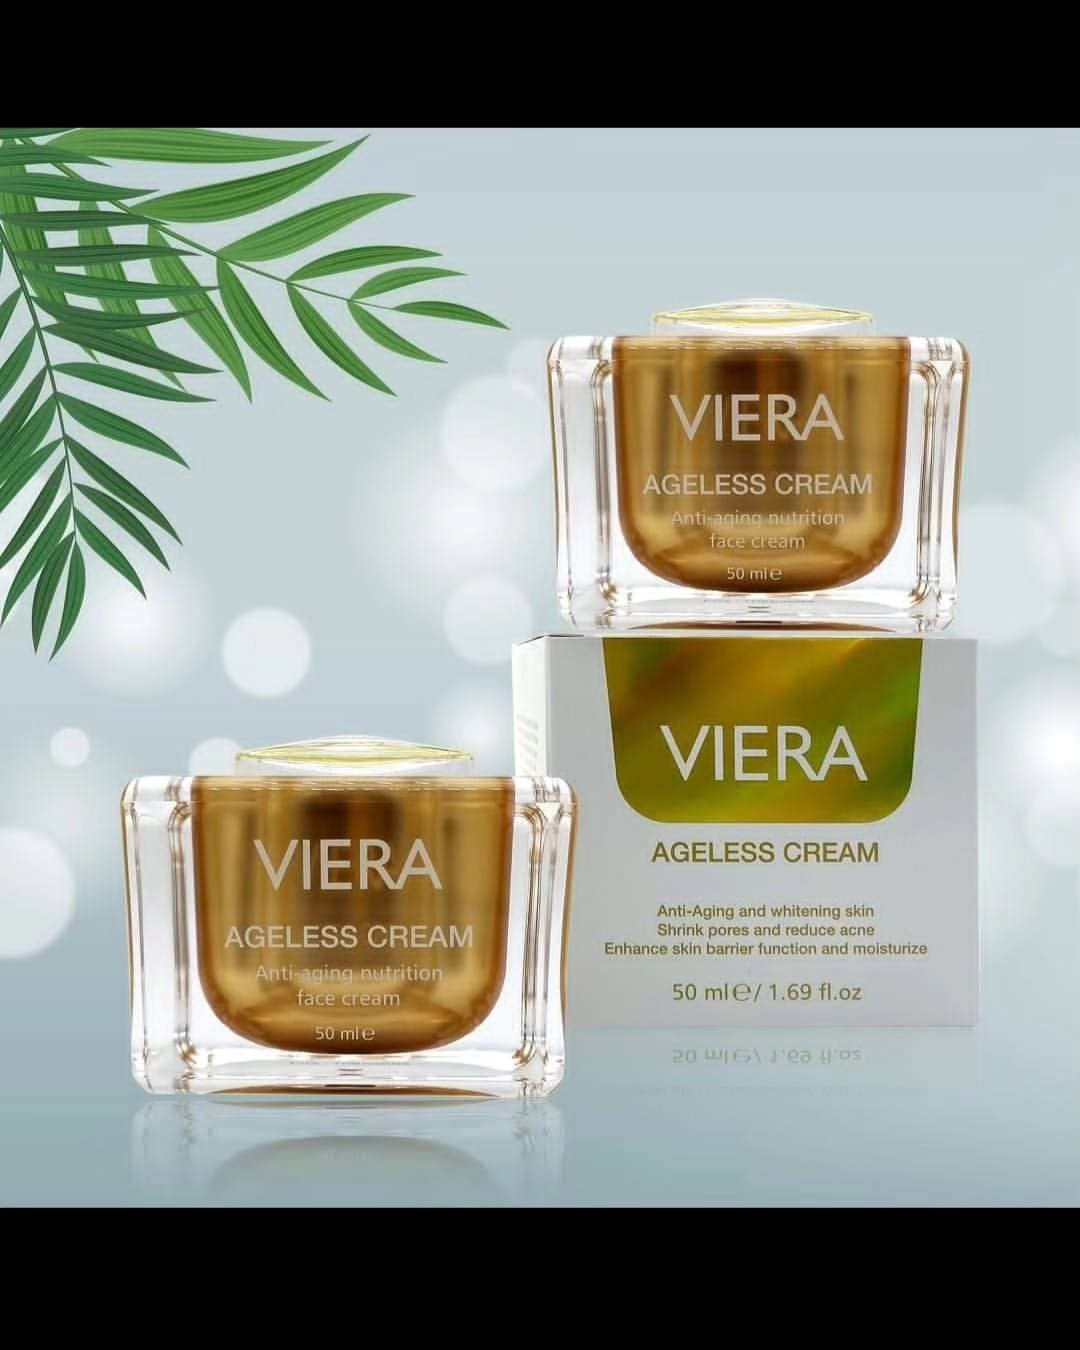 VIERA
AGELESS CREAM
Anti-aging nutrition
face cream
50 ml℮
VIERA
AGELESS CREAM
Anti-Aging and whitening skin
Shrink pores and reduce acne
Enhance skin barrier function and moisturize
50 ml℮/ 1.69 fl.oz
VIERA
AGELESS CREAM
Anti-aging nutrition
face cream
50 ml℮